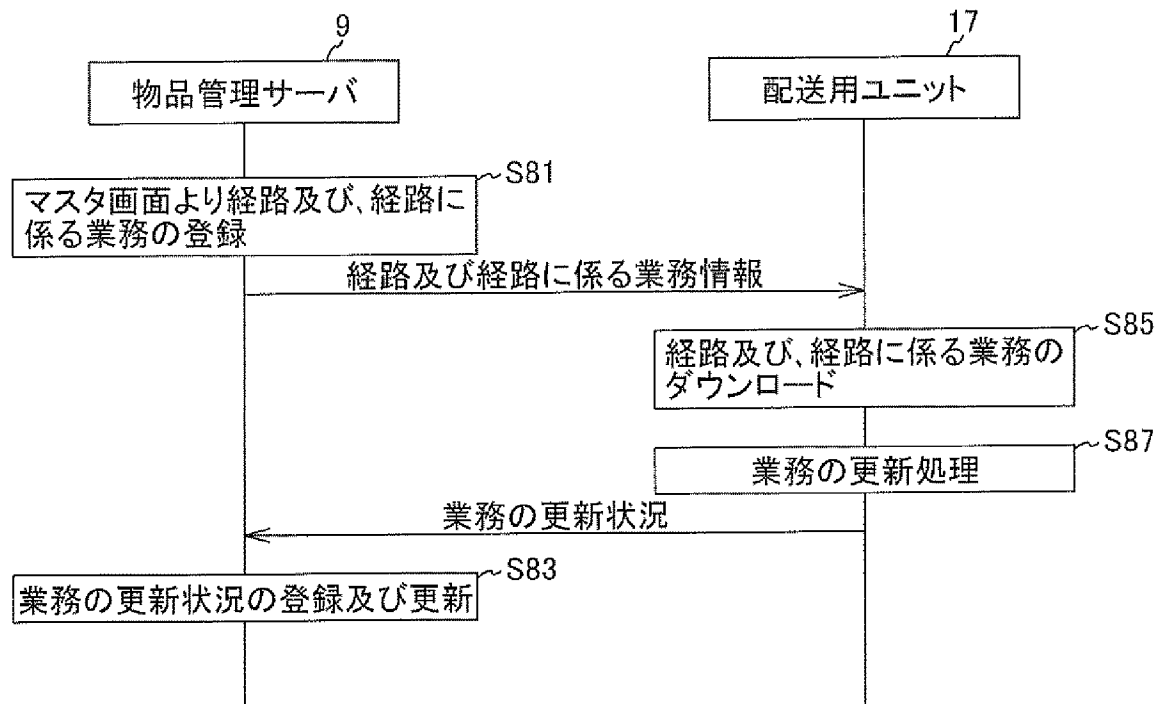 9
物品管理サーバ
17
配送用ユニット
S81
マスタ画面より経路及び、経路に
係る業務の登録
経路及び経路に係る業務情報
S85
経路及び、経路に係る業務の
ダウンロード
S87
業務の更新処理
業務の更新状況
S83
業務の更新状況の登録及び更新